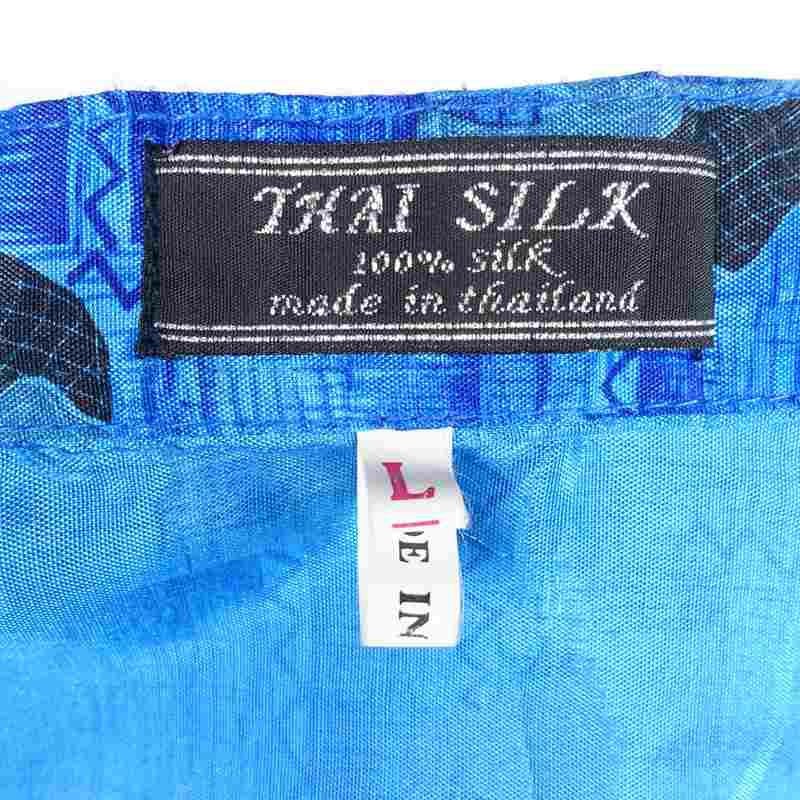 THAI SILK
100% silk
made in thailand
L
E IN